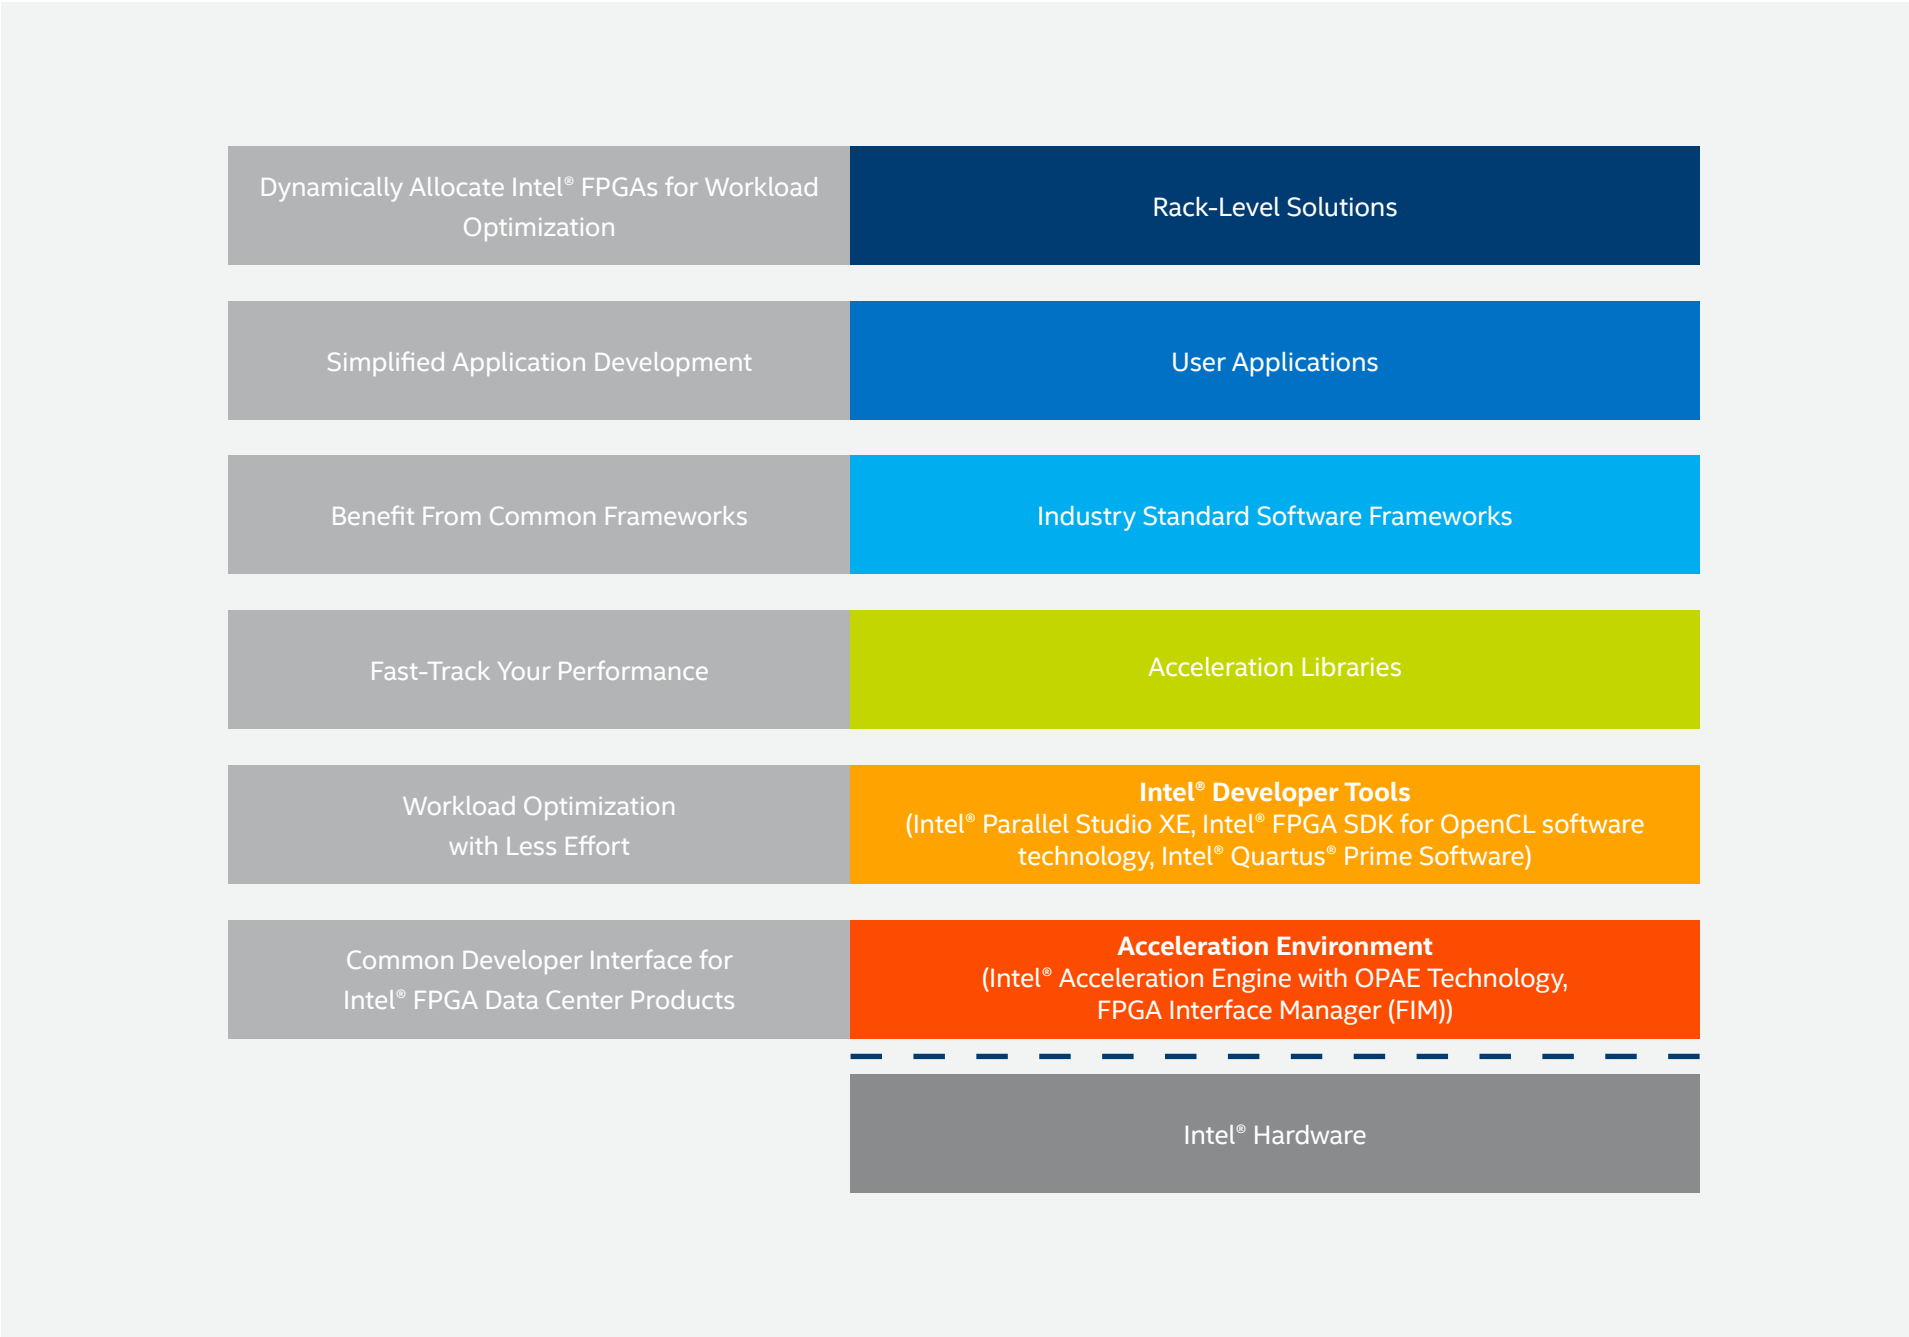 Dynamically Allocate Intel® FPGAs for Workload
Optimization
Rack-Level Solutions
Simplified Application Development
User Applications
Benefit From Common Frameworks
Industry Standard Software Frameworks
Fast-Track Your Performance
Acceleration Libraries
Workload Optimization
with Less Effort
Intel® Developer Tools
(Intel® Parallel Studio XE, Intel® FPGA SDK for OpenCL software
technology, Intel® Quartus® Prime Software)
Common Developer Interface for
Intel® FPGA Data Center Products
Acceleration Environment
(Intel® Acceleration Engine with OPAE Technology,
FPGA Interface Manager (FIM))
Intel® Hardware